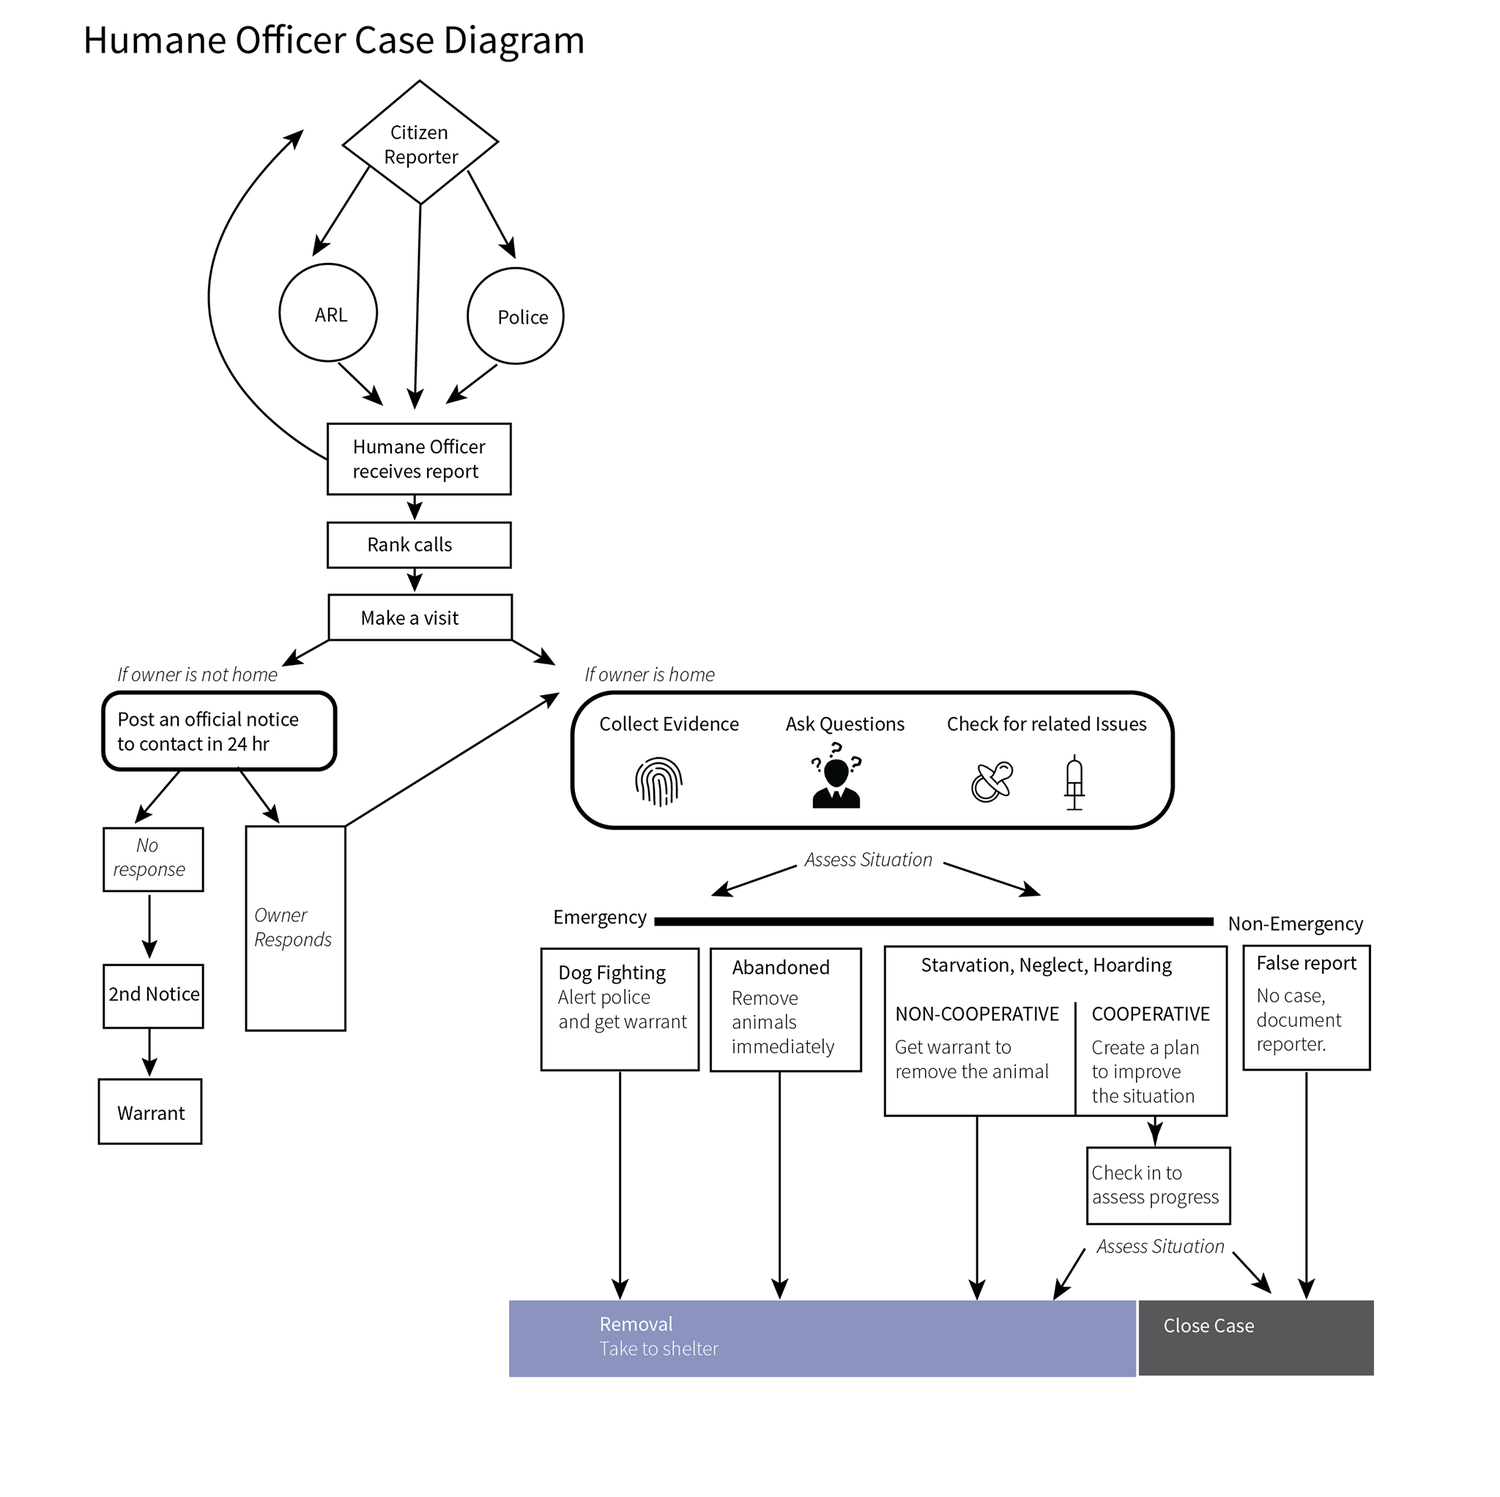 Humane Officer Case Diagram
Citizen
Reporter
ARL
Police
Humane Officer
receives report
Rank calls
Make a visit
If owner is not home
If owner is home
Post an official notice
to contact in 24 hr
Collect Evidence
Ask Questions
Check for related Issues
? ? ?
No
response
Owner
Responds
2nd Notice
Warrant
Assess Situation
Emergency
Non-Emergency
Dog Fighting
Alert police
and get warrant
Abandoned
Remove
animals
immediately
Starvation, Neglect, Hoarding
NON-COOPERATIVE
Get warrant to
remove the animal
COOPERATIVE
Create a plan
to improve
the situation
False report
No case,
document
reporter.
Check in to
assess progress
Assess Situation
Removal
Take to shelter
Close Case